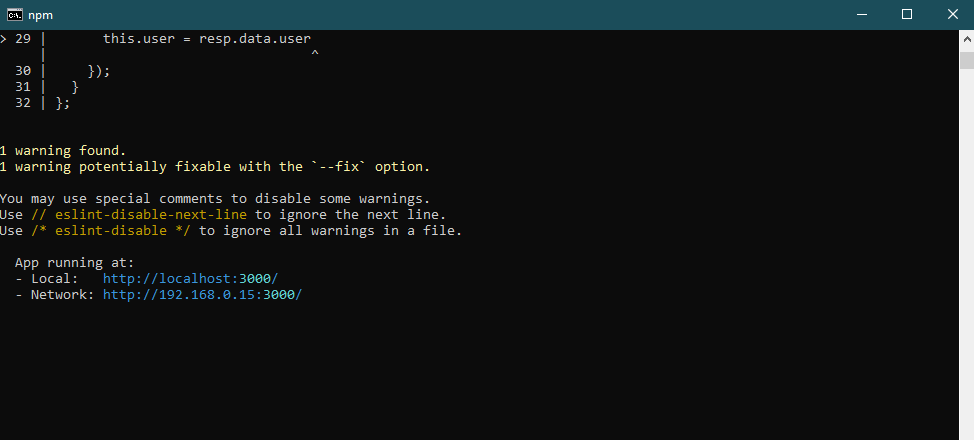 npm
> 29 |       this.user = resp.data.user
     |                                 ^
  30 |     });
  31 |   }
  32 | };
1 warning found.
1 warning potentially fixable with the `--fix` option.
You may use special comments to disable some warnings.
Use // eslint-disable-next-line to ignore the next line.
Use /* eslint-disable */ to ignore all warnings in a file.
  App running at:
  - Local:   http://localhost:3000/
  - Network: http://192.168.0.15:3000/